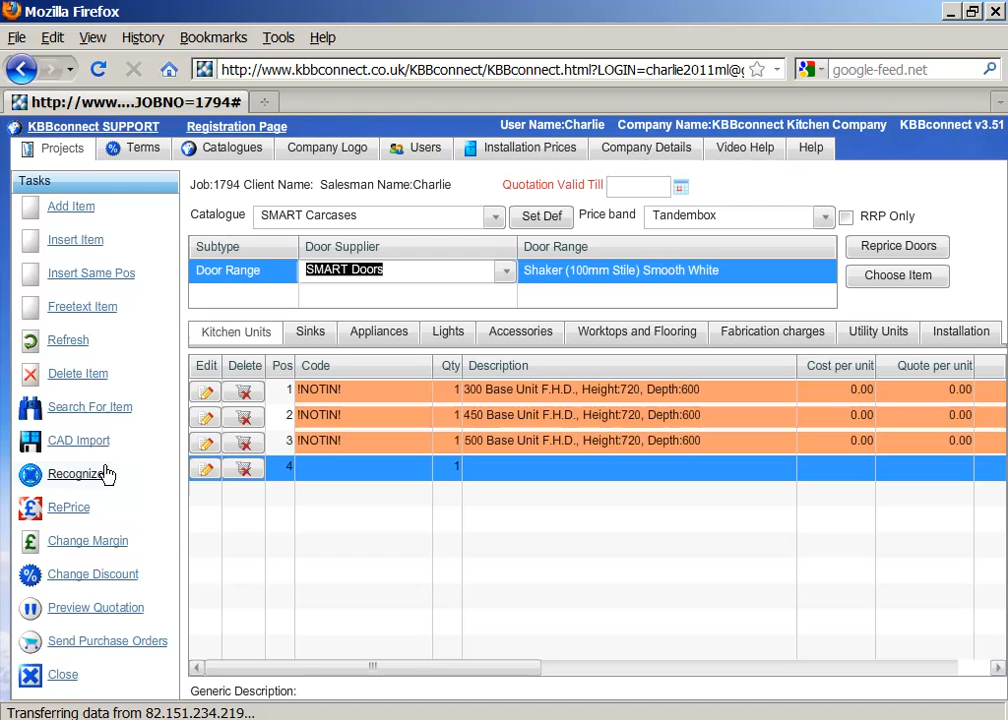 Mozilla Firefox
File Edit View History Bookmarks Tools Help
http://www.kbbconnect.co.uk/KBBconnect/KBBconnect.html?LOGIN=charlie2011ml@g
google-feed.net
http://www....JOBNO=1794#
KBBconnect SUPPORT Registration Page User Name:Charlie Company Name:KBBconnect Kitchen Company KBBconnect v3.51
Projects Terms Catalogues Company Logo Users Installation Prices Company Details Video Help Help
Tasks
Add Item
Insert Item
Insert Same Pos
Freetext Item
Refresh
Delete Item
Search For Item
CAD Import
Recognize
RePrice
Change Margin
Change Discount
Preview Quotation
Send Purchase Orders
Close
Job:1794 Client Name: Salesman Name:Charlie Quotation Valid Till
Catalogue SMART Carcases Set Def Price band Tandembox RRP Only
Subtype Door Supplier Door Range Reprice Doors
Door Range SMART Doors Shaker (100mm Stile) Smooth White Choose Item
Kitchen Units Sinks Appliances Lights Accessories Worktops and Flooring Fabrication charges Utility Units Installation
Edit Delete Pos Code Qty Description Cost per unit Quote per unit
1 !NOTIN! 1 300 Base Unit F.H.D., Height:720, Depth:600 0.00 0.00
2 !NOTIN! 1 450 Base Unit F.H.D., Height:720, Depth:600 0.00 0.00
3 !NOTIN! 1 500 Base Unit F.H.D., Height:720, Depth:600 0.00 0.00
4 1
Generic Description:
Transferring data from 82.151.234.219...